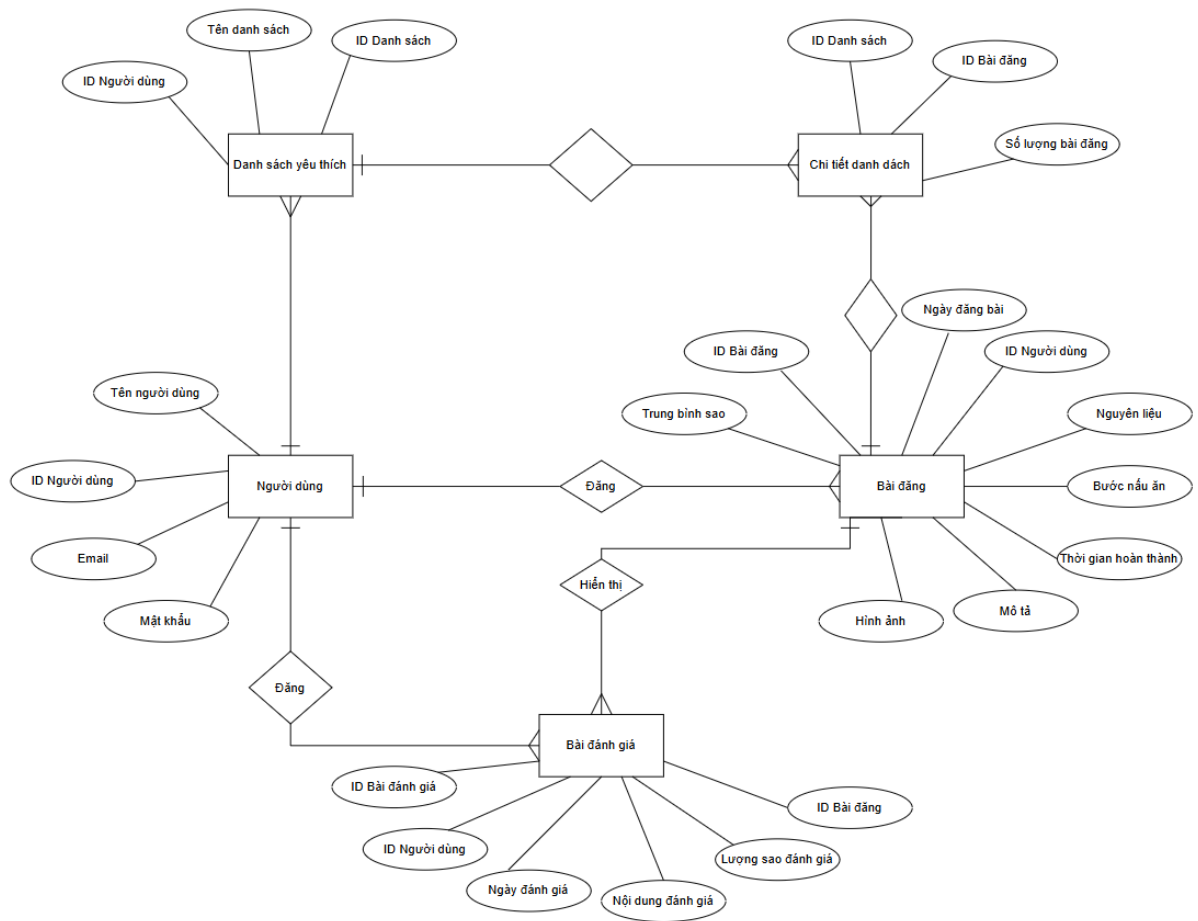 Tên danh sách
ID Danh sách
ID Người dùng
Danh sách yêu thích
ID Danh sách
ID Bài đăng
Số lượng bài đăng
Chi tiết danh dách
Ngày đăng bài
ID Bài đăng
ID Người dùng
Trung bình sao
Nguyên liệu
Tên người dùng
ID Người dùng
Người dùng
Đăng
Bài đăng
Bước nấu ăn
Email
Hiển thị
Thời gian hoàn thành
Mật khẩu
Hình ảnh
Mô tả
Đăng
Bài đánh giá
ID Bài đánh giá
ID Bài đăng
ID Người dùng
Lượng sao đánh giá
Ngày đánh giá
Nội dung đánh giá